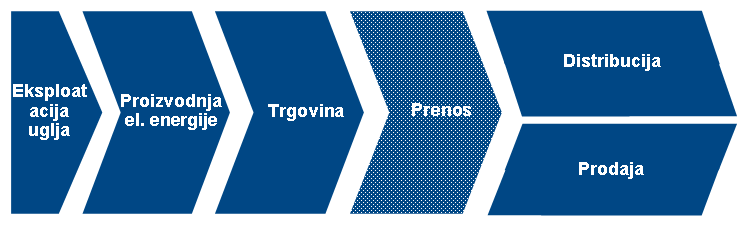 Eksploat
acija
uglja
Proizvodnja
el. energije
Trgovina
Prenos
Distribucija
Prodaja